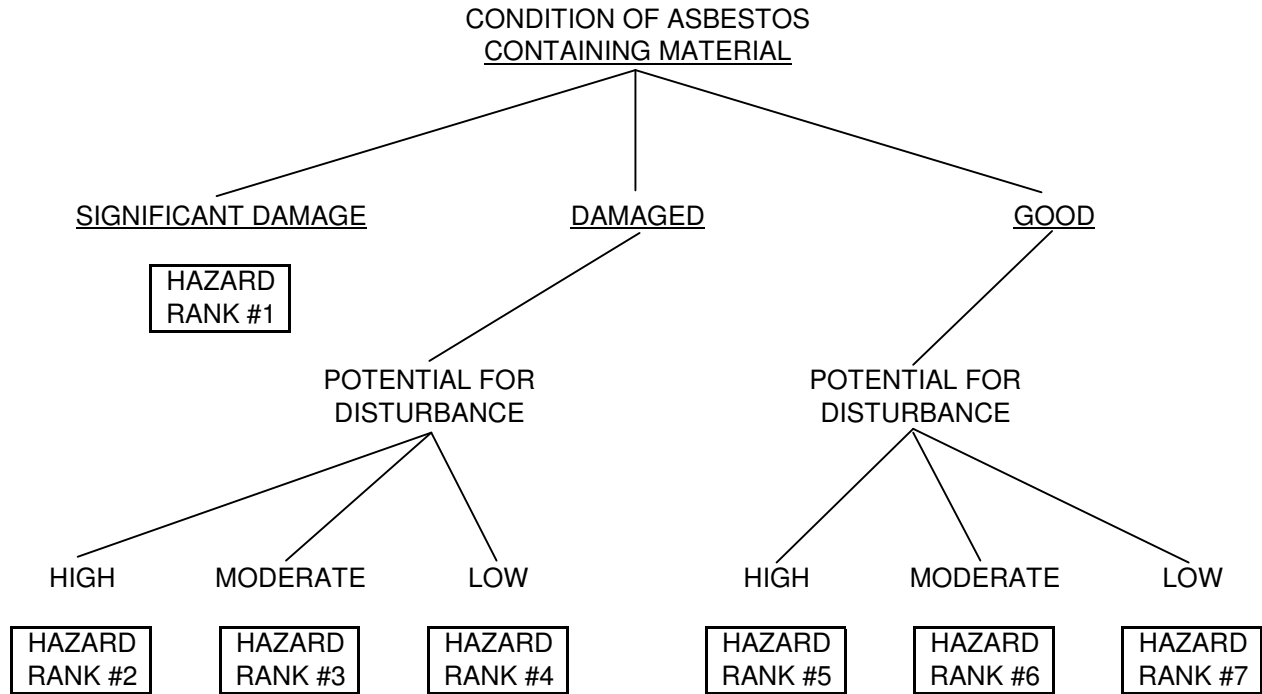 CONDITION OF ASBESTOS
CONTAINING MATERIAL
SIGNIFICANT DAMAGE
DAMAGED
GOOD
HAZARD
RANK #1
POTENTIAL FOR
DISTURBANCE
POTENTIAL FOR
DISTURBANCE
HIGH
MODERATE
LOW
HIGH
MODERATE
LOW
HAZARD
RANK #2
HAZARD
RANK #3
HAZARD
RANK #4
HAZARD
RANK #5
HAZARD
RANK #6
HAZARD
RANK #7